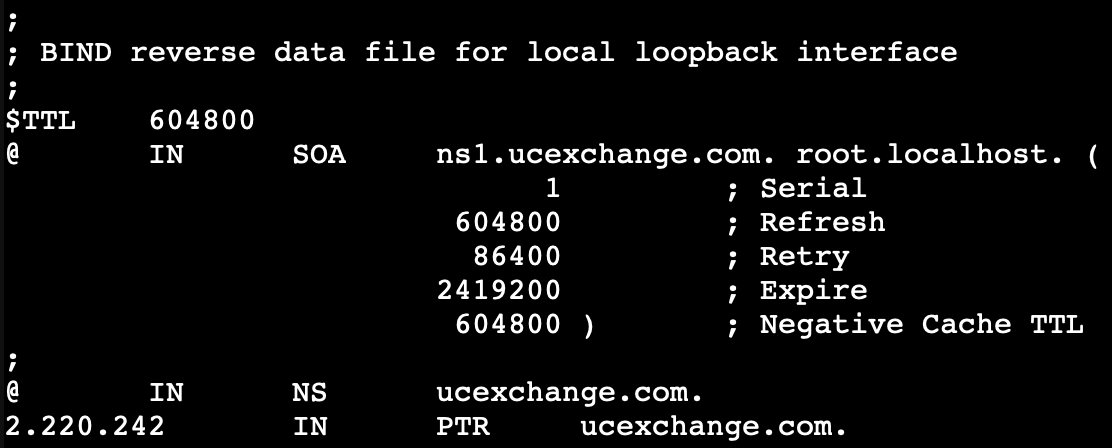 ;
; BIND reverse data file for local loopback interface
;
$TTL    604800
@       IN      SOA     ns1.ucexchange.com. root.localhost. (
                              1         ; Serial
                         604800         ; Refresh
                          86400         ; Retry
                        2419200         ; Expire
                         604800 )       ; Negative Cache TTL
;
@       IN      NS      ucexchange.com.
2.220.242       IN      PTR     ucexchange.com.